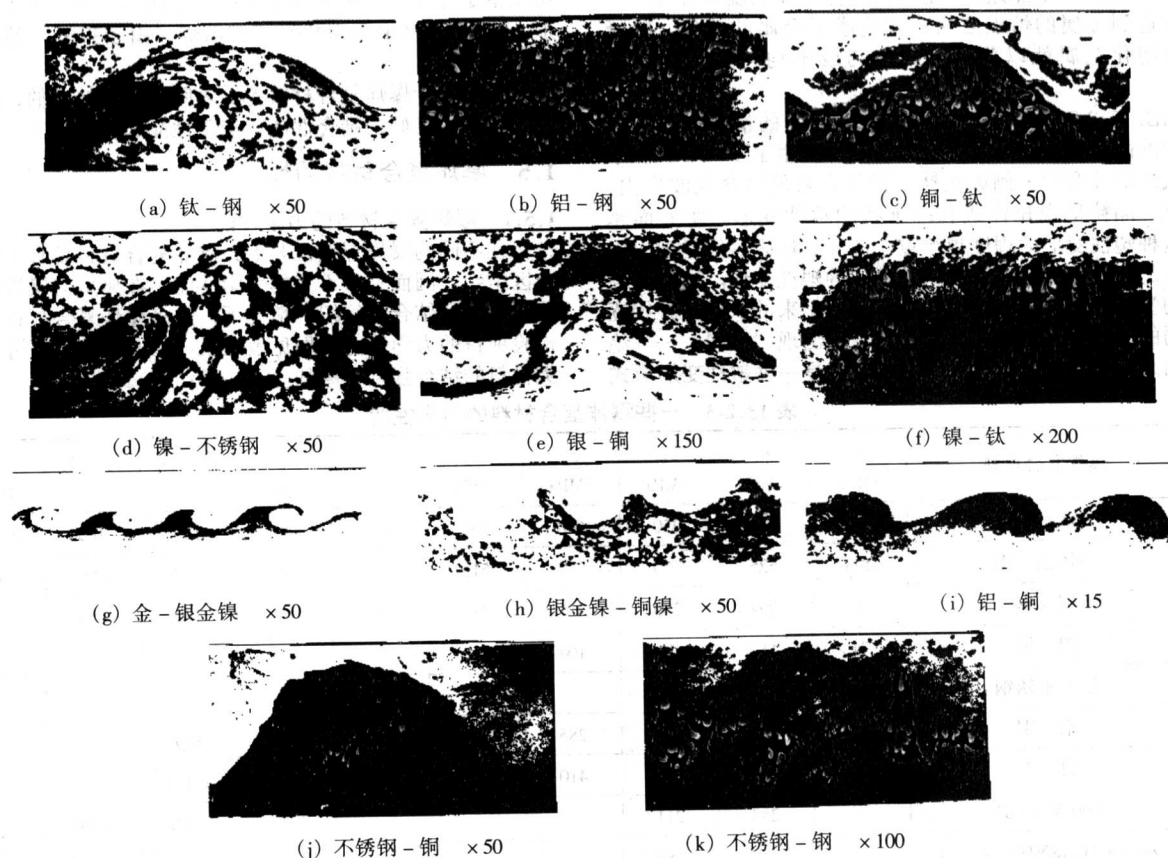 (a) 钛-钢 ×50
(b) 铝-钢 ×50
(c) 铜-钛 ×50
(d) 镍-不锈钢 ×50
(e) 银-铜 ×150
(f) 镍-钛 ×200
(g) 金-银金镍 ×50
(h) 银金镍-铜镍 ×50
(i) 铝-铜 ×15
(j) 不锈钢-铜 ×50
(k) 不锈钢-钢 ×100